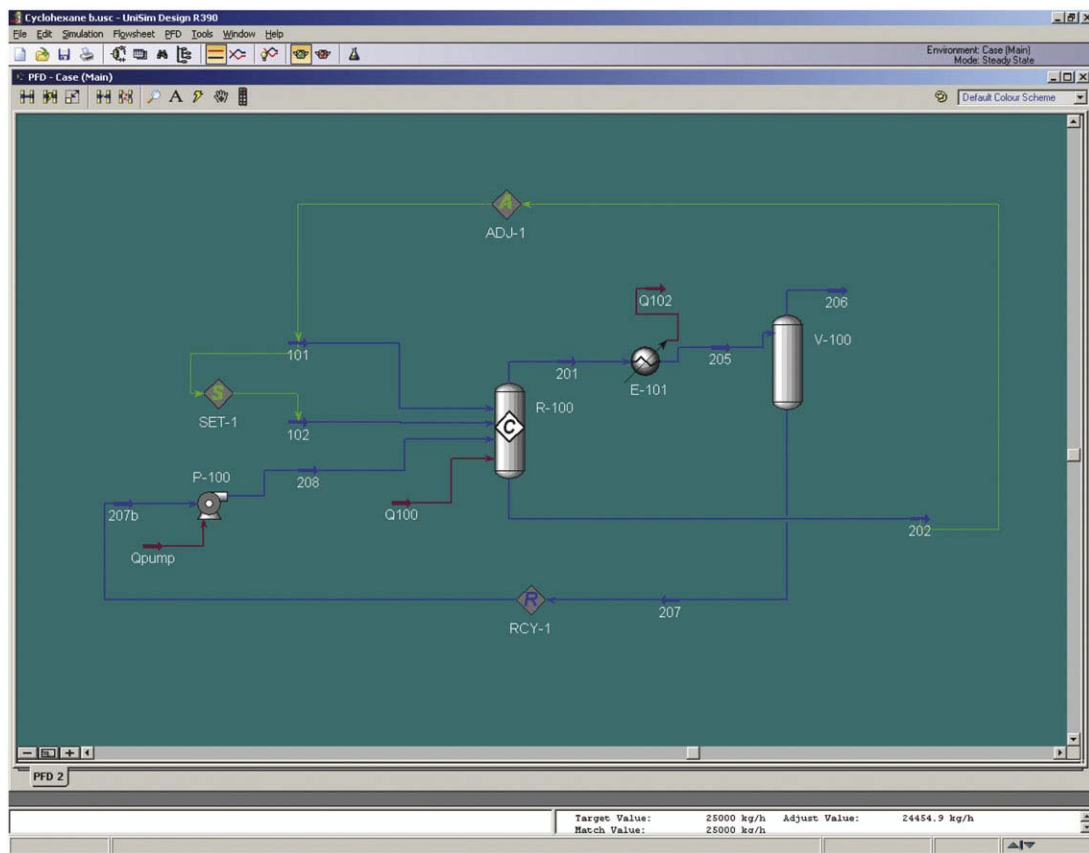 Cyclohexane b.usc - UniSim Design R390
File Edit Simulation Flowsheet PFD Tools Window Help
Environment: Case (Main)
Mode: Steady State
PFD - Case (Main)
A
Default Colour Scheme
A
ADJ-1
Q102
206
V-100
101
201
205
E-101
S
SET-1
R-100
C
102
P-100
208
207b
Q100
Qpump
202
R
207
RCY-1
PFD 2
Target Value: 25000 kg/h Adjust Value: 24454.9 kg/h
Match Value: 25000 kg/h